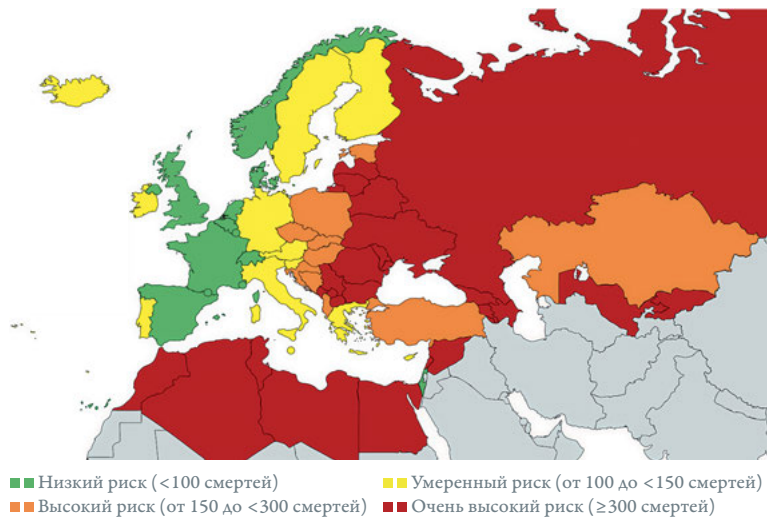 Низкий риск (<100 смертей)
Умеренный риск (от 100 до <150 смертей)
Высокий риск (от 150 до <300 смертей)
Очень высокий риск (≥300 смертей)